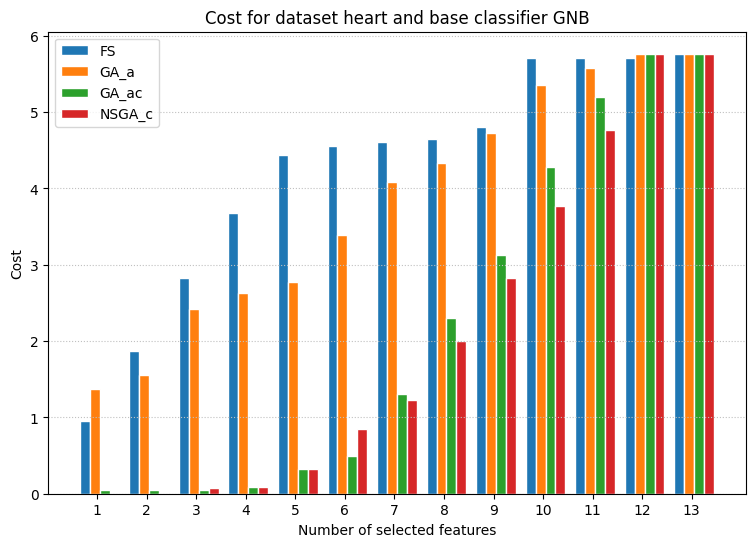 Cost for dataset heart and base classifier GNB
FS
GA_a
GA_ac
NSGA_c
6
5
4
3
2
1
0
Cost
1 2 3 4 5 6 7 8 9 10 11 12 13
Number of selected features